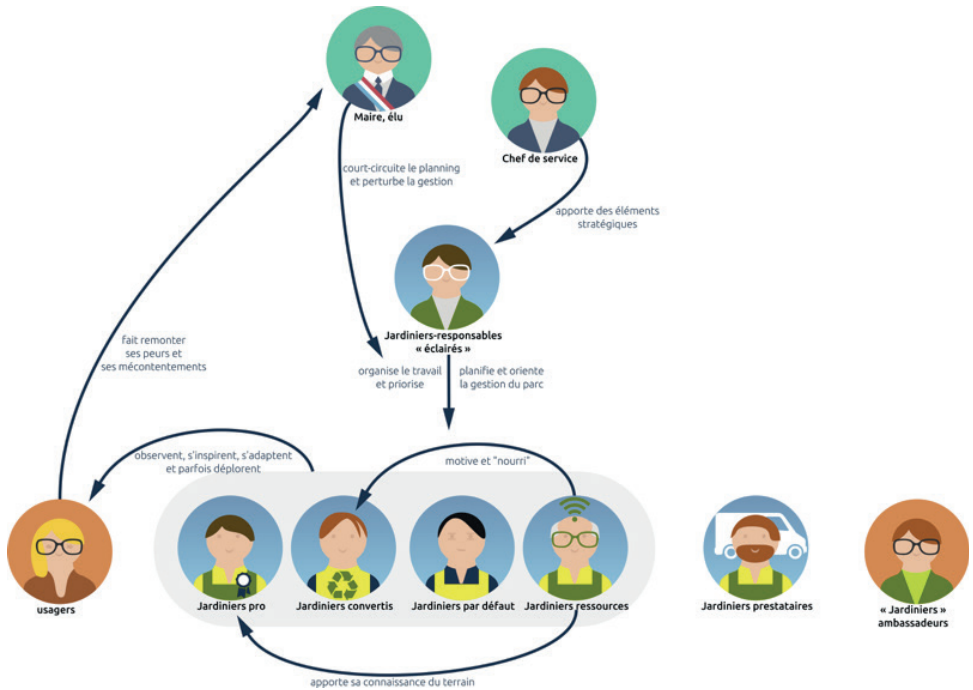 Maire, élu
Chef de service
court-circuite le planning
et perturbe la gestion
apporte des éléments
stratégiques
Jardiniers-responsables
« éclairés »
fait remonter
ses peurs et
ses mécontentements
organise le travail
et priorise
planifie et oriente
la gestion du parc
observent, s'inspirent, s'adaptent
et parfois déplorent
motive et "nourri"
usagers
Jardiniers pro
Jardiniers convertis
Jardiniers par défaut
Jardiniers ressources
Jardiniers prestataires
« Jardiniers »
ambassadeurs
apporte sa connaissance du terrain